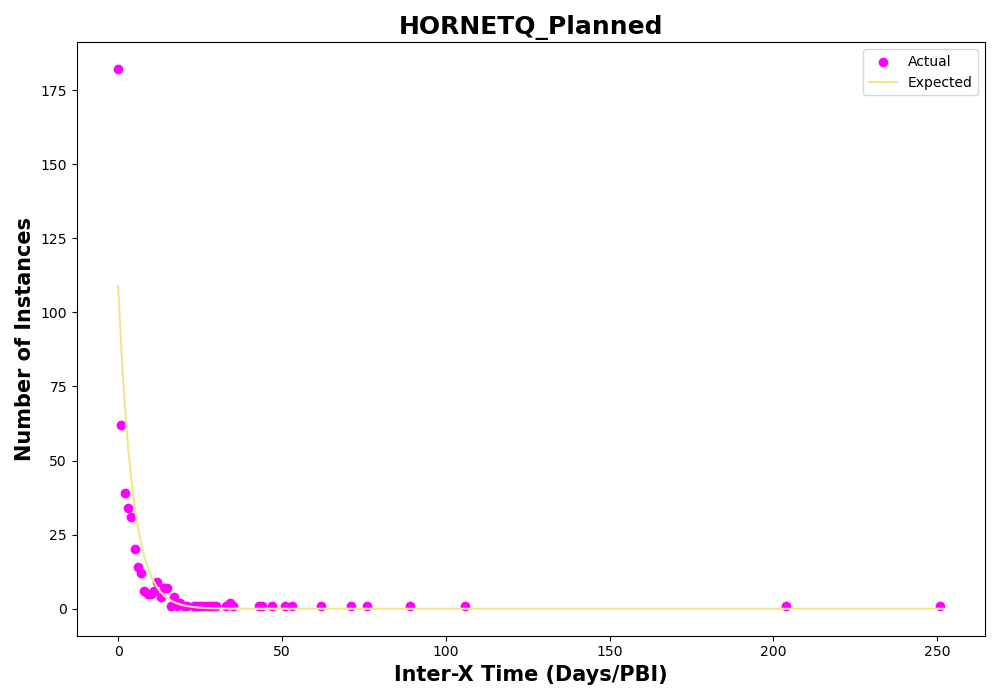 HORNETQ_Planned
Actual
Expected
Number of Instances
175
150
125
100
75
50
25
0
0
50
100
150
200
250
Inter-X Time (Days/PBI)